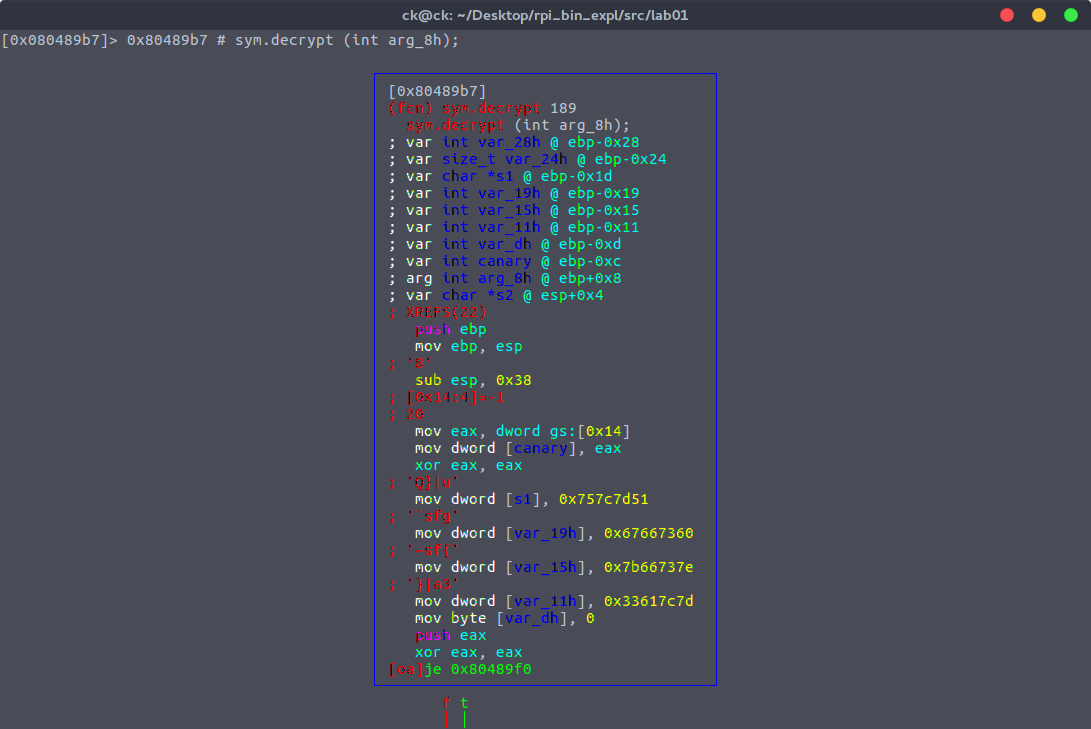 ck@ck: ~/Desktop/rpi_bin_expl/src/lab01
[0x080489b7]> 0x80489b7 # sym.decrypt (int arg_8h);
[0x80489b7]
(fcn) sym.decrypt 189
sym.decrypt (int arg_8h);
; var int var_28h @ ebp-0x28
; var size_t var_24h @ ebp-0x24
; var char *s1 @ ebp-0x1d
; var int var_19h @ ebp-0x19
; var int var_15h @ ebp-0x15
; var int var_11h @ ebp-0x11
; var int var_dh @ ebp-0xd
; var int canary @ ebp-0xc
; arg int arg_8h @ ebp+0x8
; var char *s2 @ esp+0x4
; XREFS(22)
push ebp
mov ebp, esp
; '8'
sub esp, 0x38
; [0x14:4]=-1
; 20
mov eax, dword gs:[0x14]
mov dword [canary], eax
xor eax, eax
; 'Q}|u'
mov dword [s1], 0x757c7d51
; '`sfg'
mov dword [var_19h], 0x67667360
; '~sf{'
mov dword [var_15h], 0x7b66737e
; '}|a3'
mov dword [var_11h], 0x33617c7d
mov byte [var_dh], 0
push eax
xor eax, eax
[oa]je 0x80489f0
f t